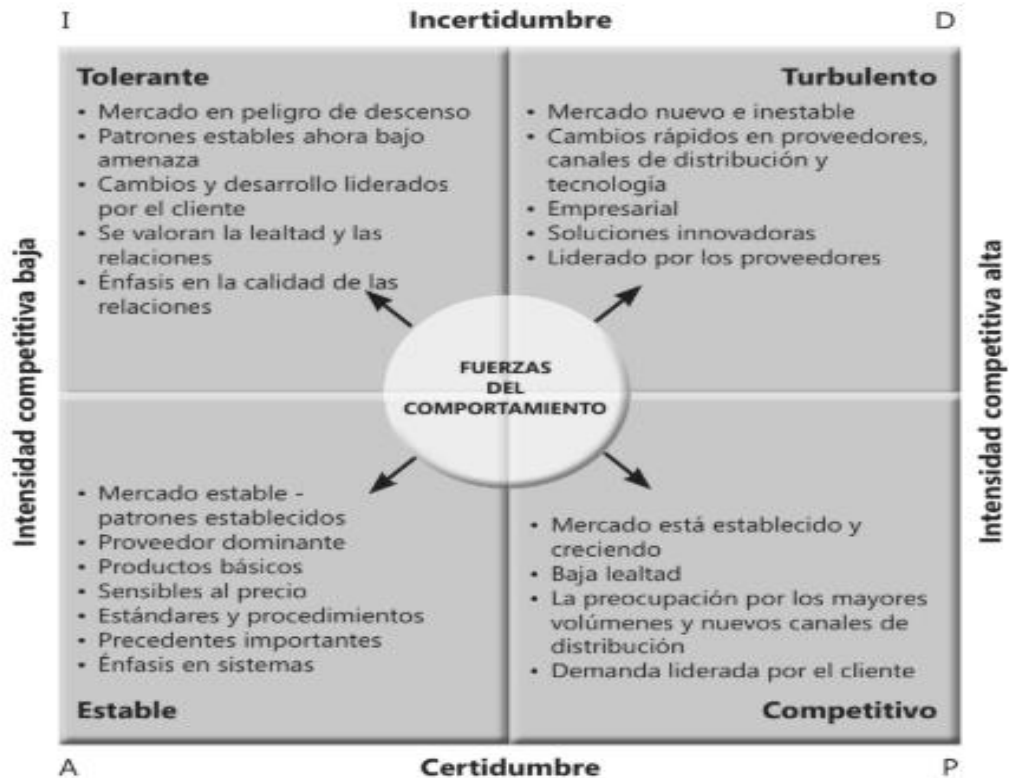 I
Incertidumbre
D
Tolerante
• Mercado en peligro de descenso
• Patrones estables ahora bajo
amenaza
• Cambios y desarrollo liderados
por el cliente
• Se valoran la lealtad y las
relaciones
• Énfasis en la calidad de las
relaciones
Turbulento
• Mercado nuevo e inestable
• Cambios rápidos en proveedores,
canales de distribución y
tecnología
• Empresarial
• Soluciones innovadoras
• Liderado por los proveedores
Intensidad competitiva baja
Intensidad competitiva alta
FUERZAS
DEL
COMPORTAMIENTO
• Mercado estable -
patrones establecidos
• Proveedor dominante
• Productos básicos
• Sensibles al precio
• Estándares y procedimientos
• Precedentes importantes
• Énfasis en sistemas
Estable
• Mercado está establecido y
creciendo
• Baja lealtad
• La preocupación por los mayores
volúmenes y nuevos canales de
distribución
• Demanda liderada por el cliente
Competitivo
A
Certidumbre
P